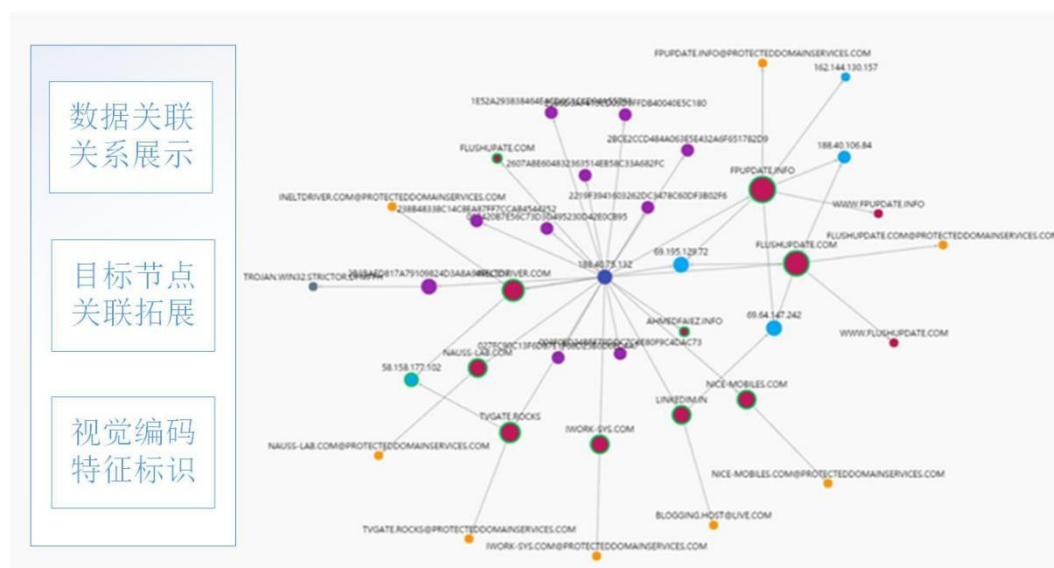 数据关联
关系展示
目标节点
关联拓展
视觉编码
特征标识
FPUPDATE.INFO@PROTECTEDDOMAINSERVICES.COM
162.144.130.157
2BCE2CCD484A063E5E432A6F651782D9
FLUSHUPATE.COM
188.40.106.84
2607ABE604832363514EB58C33A682FC
FPUPDATE.INFO
INELTDRIVER.COM@PROTECTEDDOMAINSERVICES.COM
2219F3941603262DC3478C60DF3B02F6
WWW.FPUPDATE.INFO
FLUSHUPDATE.COM@PROTECTEDDOMAINSERVICES.COM
FLUSHUPDATE.COM
69.195.129.72
TROJAN.WIN32.STRICTOR
69.64.147.242
AHMEDFAIEZ.INFO
WWW.FLUSHUPDATE.COM
NAUSS-LAB.COM
58.158.177.102
NICE-MOBILES.COM
LINKEDIM.IN
TVGATE.ROCKS
IWORK-SYS.COM
NAUSS-LAB.COM@PROTECTEDDOMAINSERVICES.COM
NICE-MOBILES.COM@PROTECTEDDOMAINSERVICES.COM
BLOGGING.HOST@LIVE.COM
TVGATE.ROCKS@PROTECTEDDOMAINSERVICES.COM
IWORK-SYS.COM@PROTECTEDDOMAINSERVICES.COM